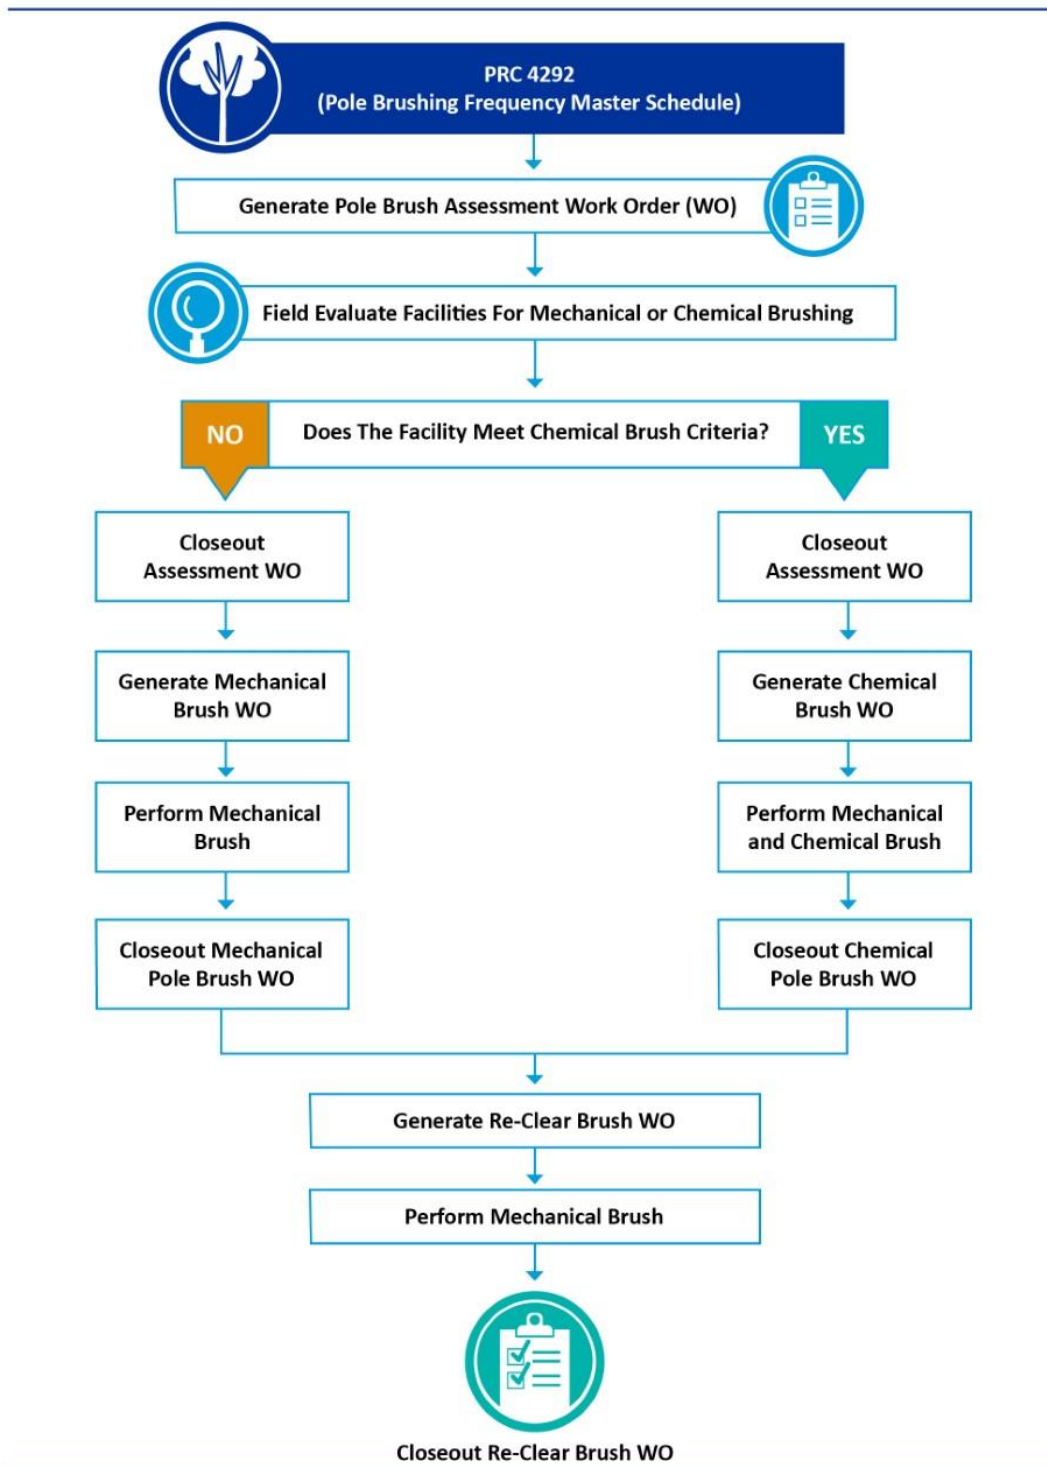 PRC 4292
(Pole Brushing Frequency Master Schedule)
Generate Pole Brush Assessment Work Order (WO)
Field Evaluate Facilities For Mechanical or Chemical Brushing
NO
Does The Facility Meet Chemical Brush Criteria?
YES
Closeout
Assessment WO
Generate Mechanical
Brush WO
Perform Mechanical
Brush
Closeout Mechanical
Pole Brush WO
Closeout
Assessment WO
Generate Chemical
Brush WO
Perform Mechanical
and Chemical Brush
Closeout Chemical
Pole Brush WO
Generate Re-Clear Brush WO
Perform Mechanical Brush
Closeout Re-Clear Brush WO